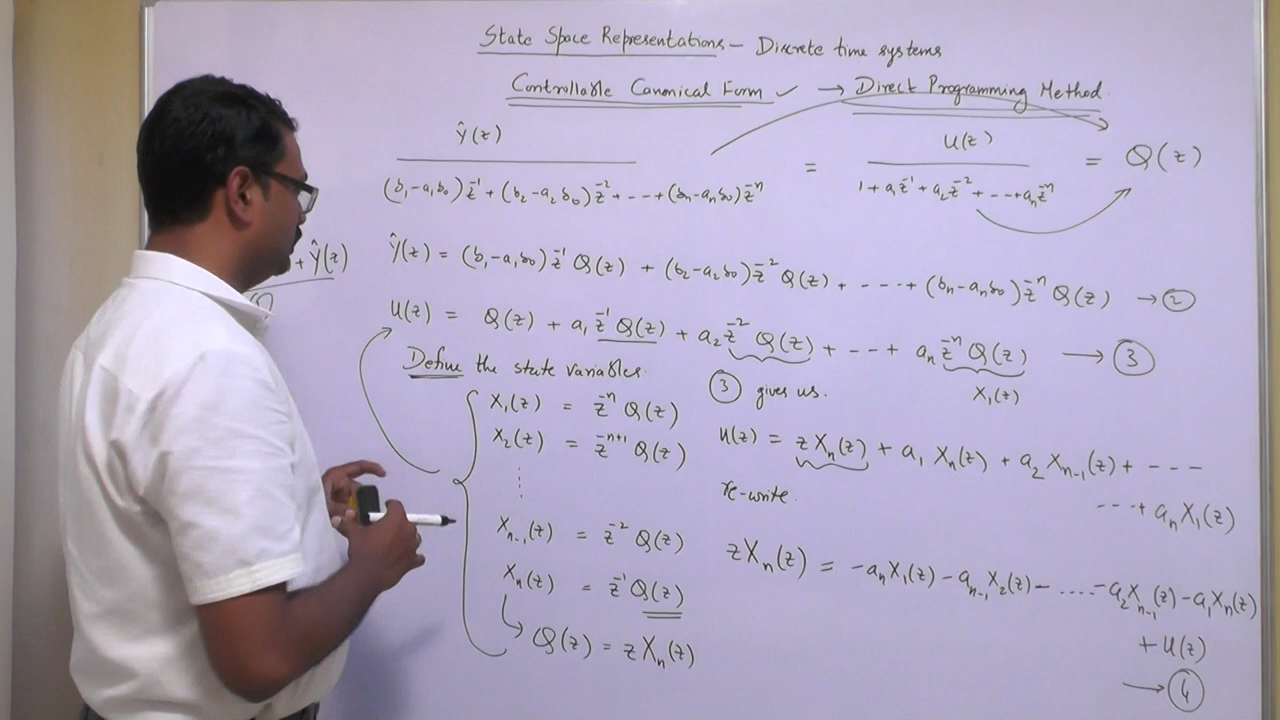 State Space Representations – Discrete time systems
Controllable Canonical Form ✓ → Direct Programming Method
Ŷ(z) / (b₁-a₁b₀)z⁻¹ + (b₂-a₂b₀)z⁻² + --- + (bₙ-aₙb₀)z⁻ⁿ = U(z) / 1 + a₁z⁻¹ + a₂z⁻² + --- + aₙz⁻ⁿ = Q(z)
+ Ŷ(z)
Ŷ(z) = (b₁-a₁b₀)z⁻¹Q(z) + (b₂-a₂b₀)z⁻²Q(z) + ---- + (bₙ-aₙb₀)z⁻ⁿQ(z) → ②
U(z) = Q(z) + a₁z⁻¹Q(z) + a₂z⁻²Q(z) + --- + aₙz⁻ⁿQ(z) → ③
X₁(z)
Define the state variables.
X₁(z) = z⁻ⁿQ(z)
X₂(z) = z⁻ⁿ⁺¹Q(z)
⋮
Xₙ₋₁(z) = z⁻²Q(z)
Xₙ(z) = z⁻¹Q(z)
Q(z) = zXₙ(z)
③ gives us.
U(z) = zXₙ(z) + a₁Xₙ(z) + a₂Xₙ₋₁(z) + ---
--- + aₙX₁(z)
re-write.
zXₙ(z) = -aₙX₁(z) - aₙ₋₁X₂(z) - .... - a₂Xₙ₋₁(z) - a₁Xₙ(z)
+ U(z)
→ ④